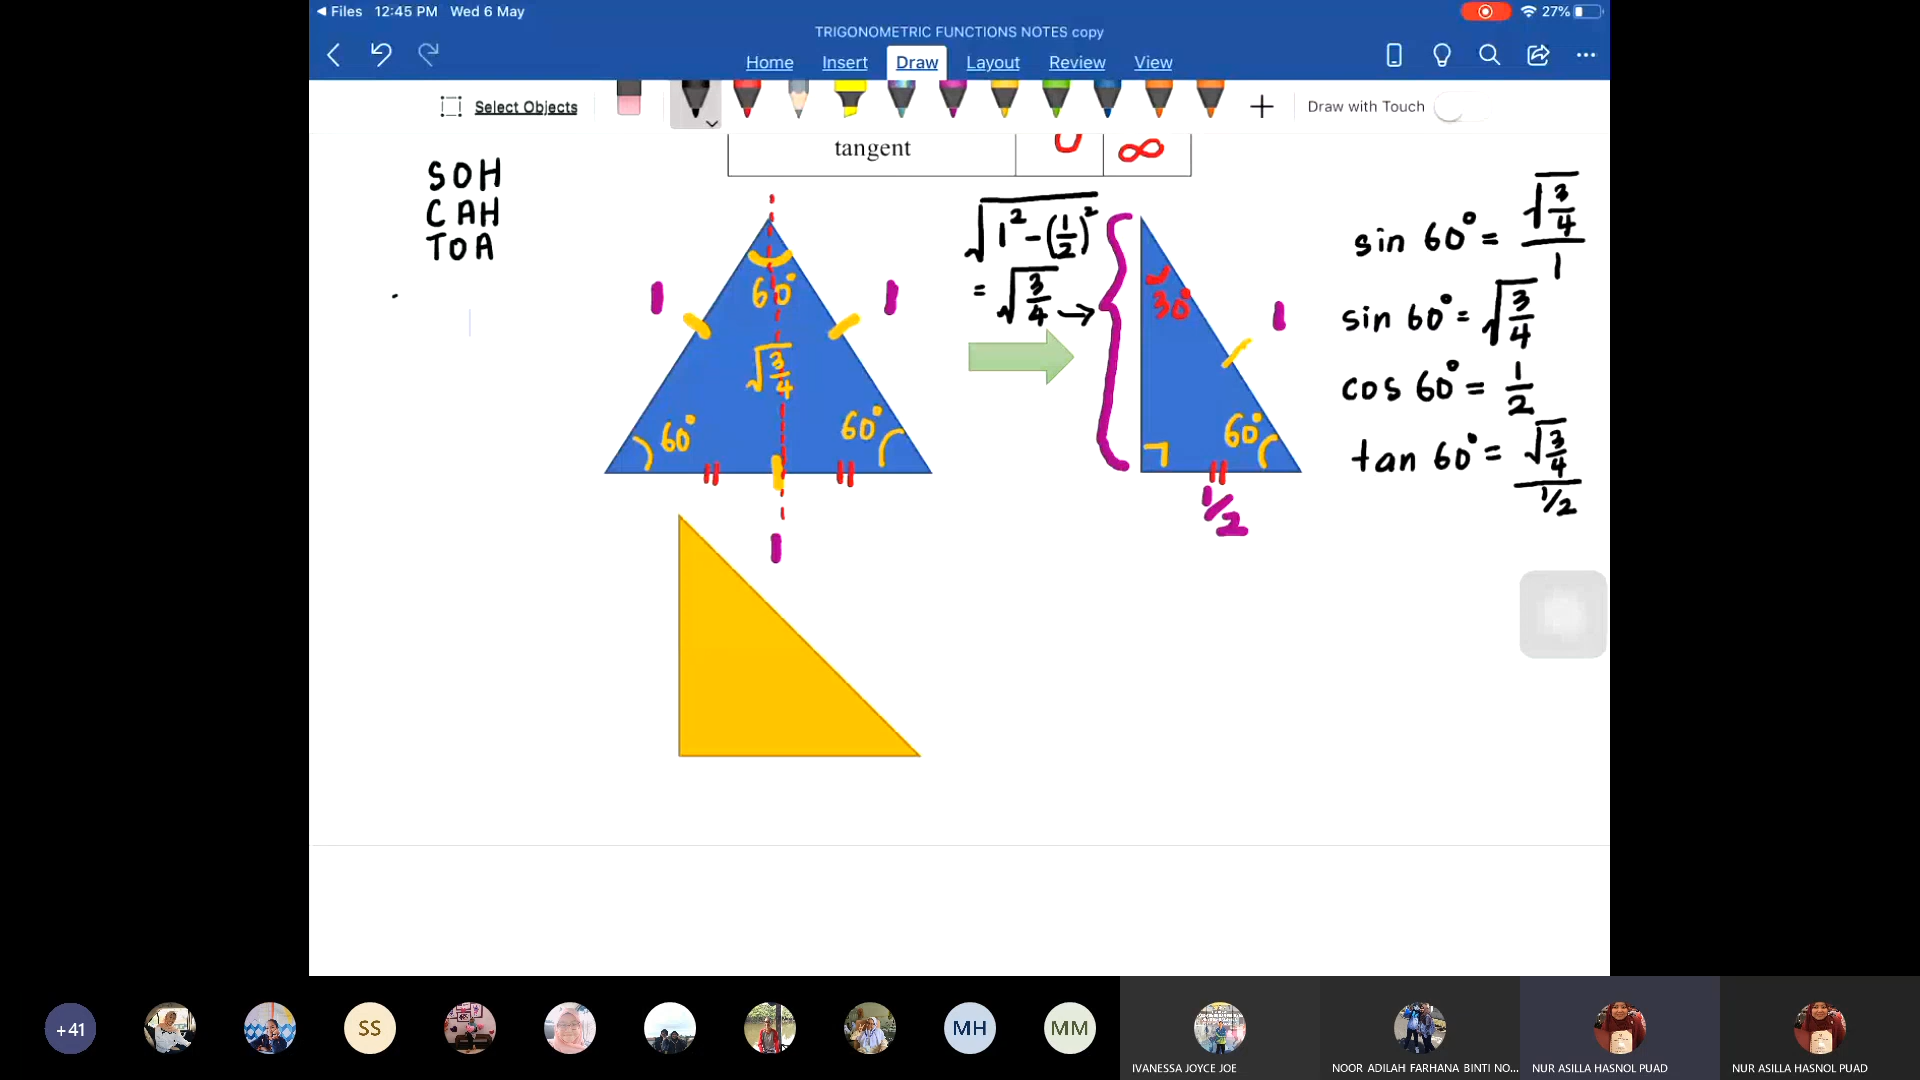 Files 12:45 PM Wed 6 May
27%
TRIGONOMETRIC FUNCTIONS NOTES copy
Home Insert Draw Layout Review View
Select Objects
Draw with Touch
tangent 0 ∞
SOH
CAH
TOA
60°
1 1
√3/4
60° 60°
1
√1² - (1/2)²
= √3/4 →
30°
1
60°
1/2
sin 60° = √3/4 / 1
sin 60° = √3/4
cos 60° = 1/2
tan 60° = √3/4 / 1/2
+41 SS MH MM
IVANESSA JOYCE JOE
NOOR ADILAH FARHANA BINTI NO...
NUR ASILLA HASNOL PUAD
NUR ASILLA HASNOL PUAD